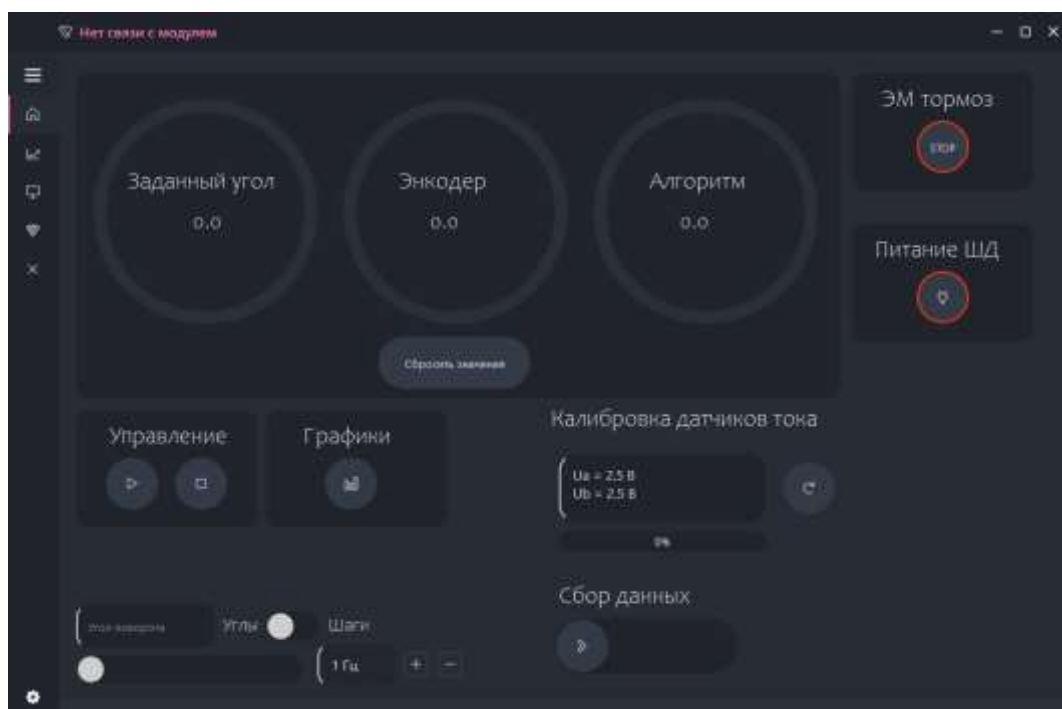 Нет связи с модулем
Заданный угол
0.0
Энкодер
0.0
Алгоритм
0.0
Сбросить значения
ЭМ тормоз
STOP
Питание ШД
Управление
Графики
Калибровка датчиков тока
Ua = 2.5 В
Ub = 2.5 В
0%
Угол поворота
Углы
Шаги
1 Гц
+
−
Сбор данных